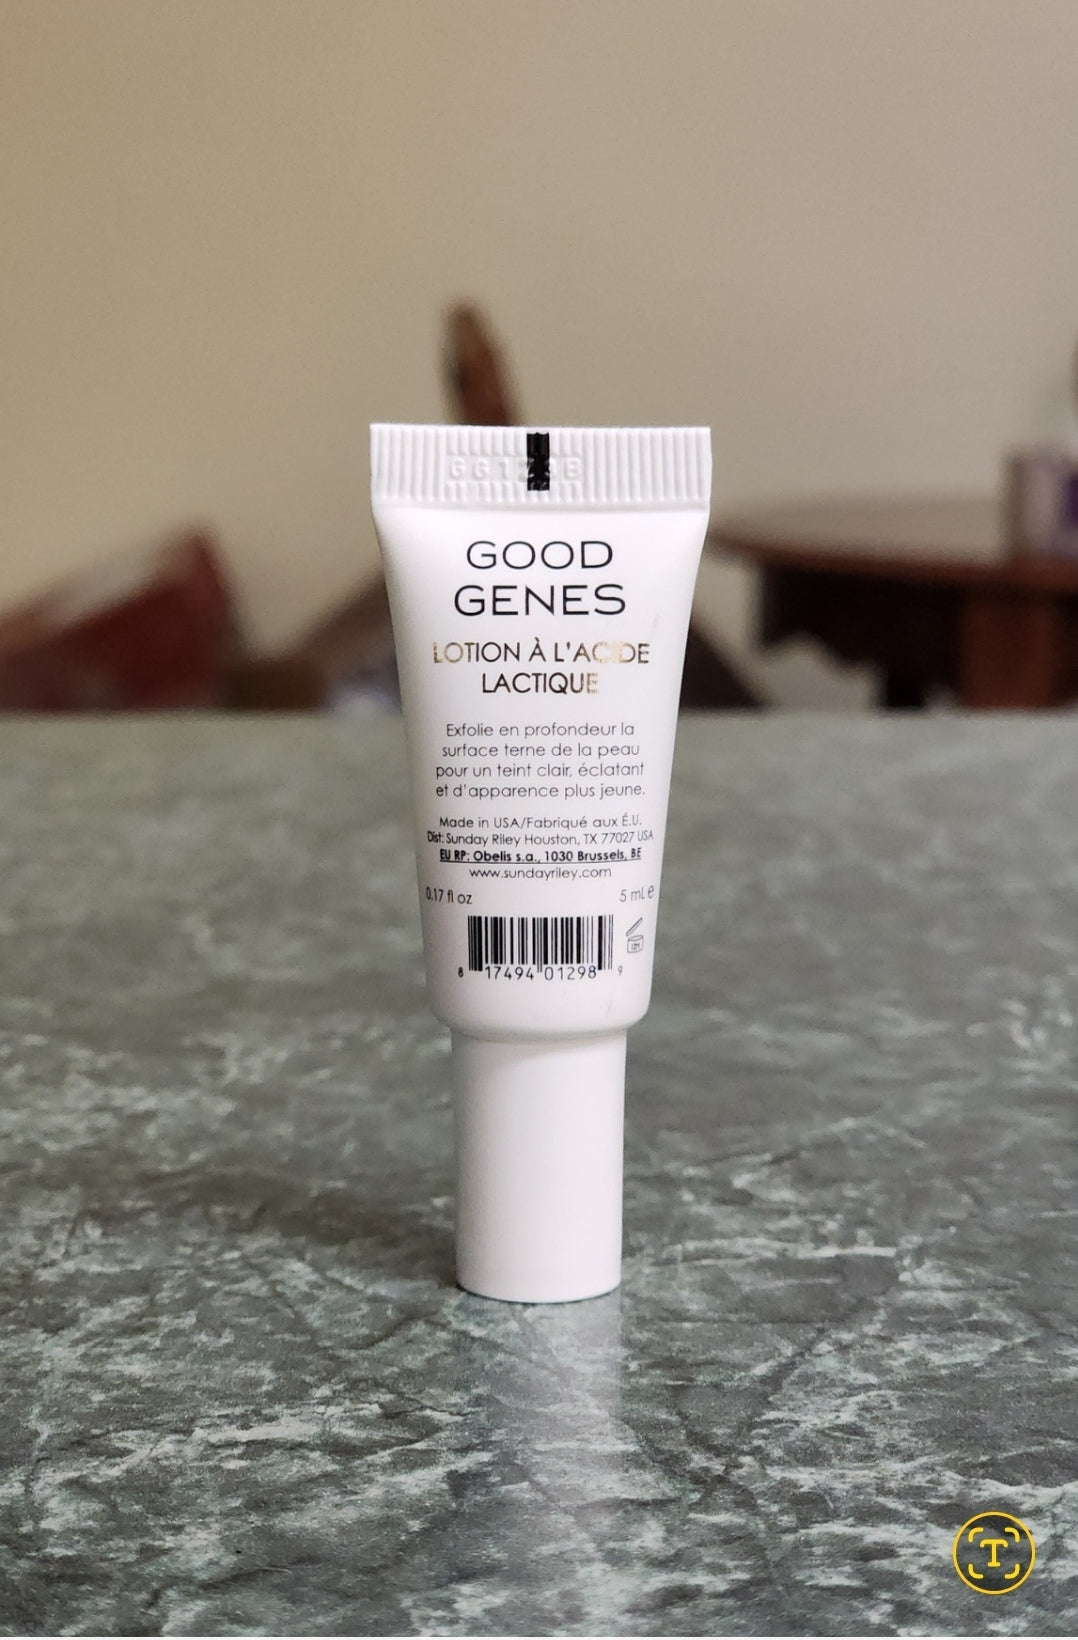 GOOD
GENES
LOTION À L'ACIDE
LACTIQUE
Exfolie en profondeur la
surface terne de la peau
pour un teint clair, éclatant
et d'apparence plus jeune.
Made in USA/Fabriqué aux É.U.
Dist: Sunday Riley Houston, TX 77027 USA
EU RP: Obelis s.a., 1030 Brussels, BE
www.sundayriley.com
0.17 fl oz 5 mL e
8 17494 01298 9